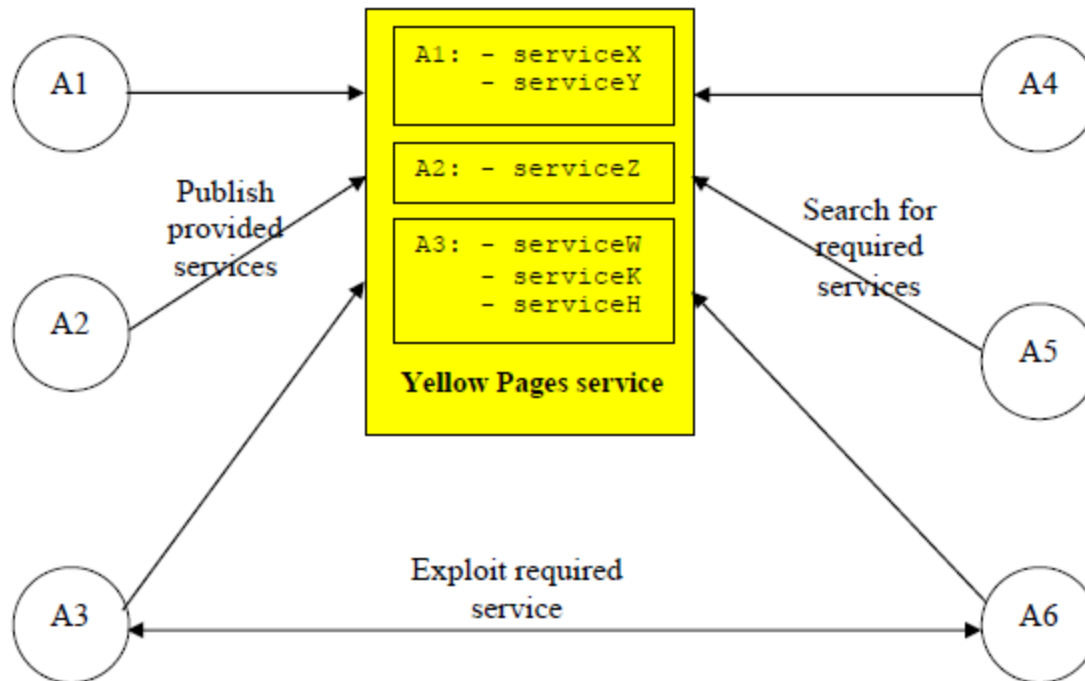 A1
A2
A3
Publish
provided
services
A1: - serviceX
- serviceY
A2: - serviceZ
A3: - serviceW
- serviceK
- serviceH
Yellow Pages service
A4
Search for
required
services
A5
A6
Exploit required
service